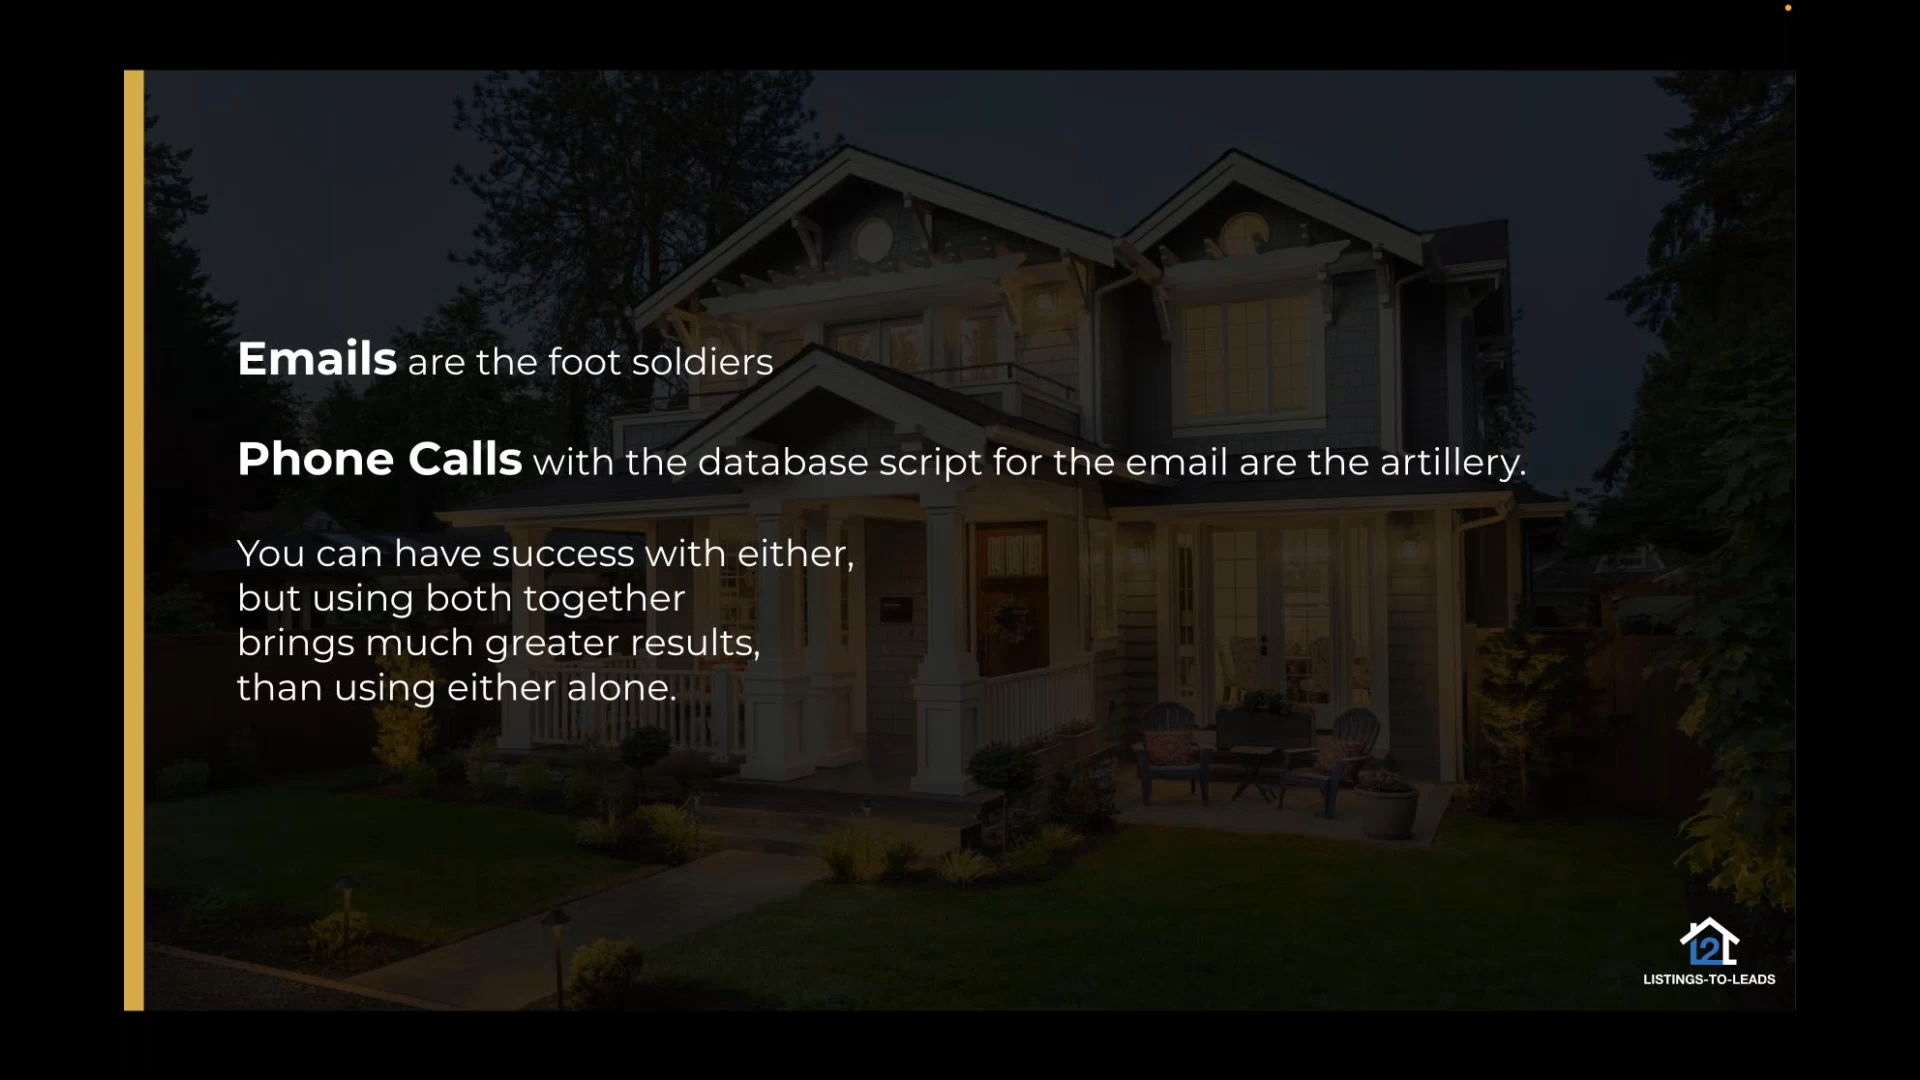 Emails are the foot soldiers
Phone Calls with the database script for the email are the artillery.
You can have success with either,
but using both together
brings much greater results,
than using either alone.
L2L
LISTINGS-TO-LEADS